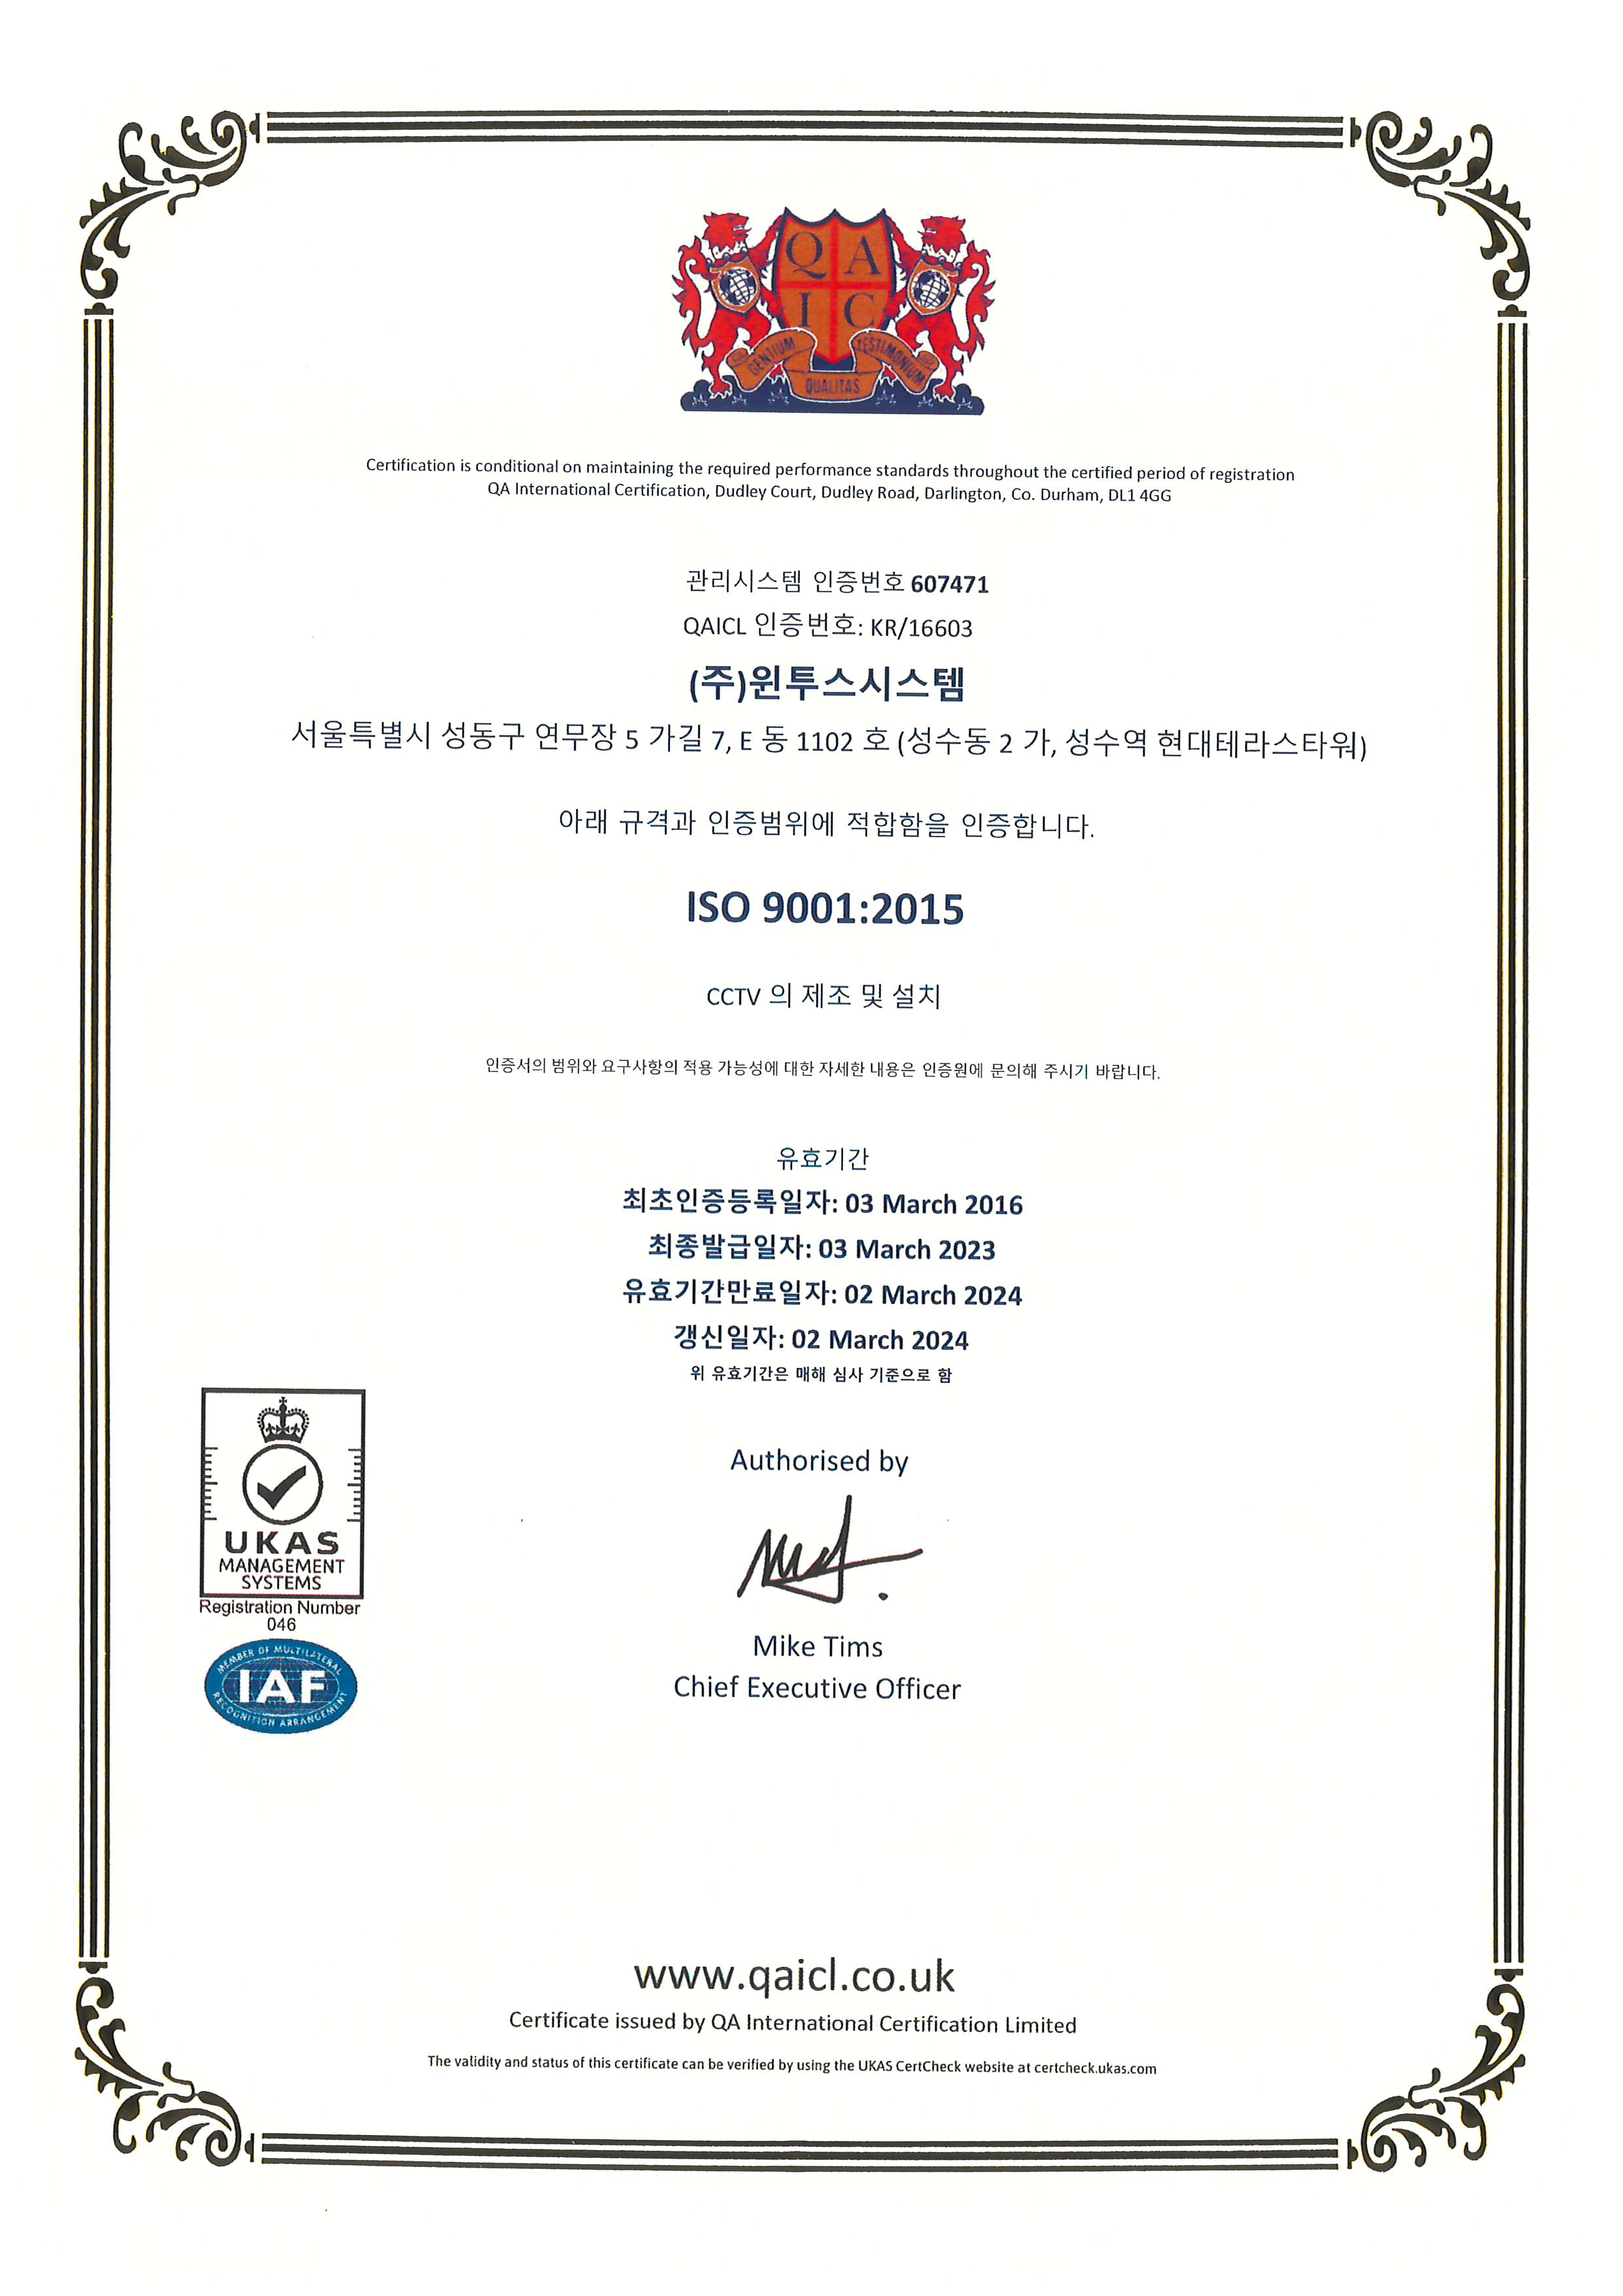 Q A
I C
GENTIUM QUALITAS TESTIMONIUM
Certification is conditional on maintaining the required performance standards throughout the certified period of registration
QA International Certification, Dudley Court, Dudley Road, Darlington, Co. Durham, DL1 4GG
관리시스템 인증번호 607471
QAICL 인증번호: KR/16603
(주)윈투스시스템
서울특별시 성동구 연무장 5 가길 7, E 동 1102 호 (성수동 2 가, 성수역 현대테라스타워)
아래 규격과 인증범위에 적합함을 인증합니다.
ISO 9001:2015
CCTV 의 제조 및 설치
인증서의 범위와 요구사항의 적용 가능성에 대한 자세한 내용은 인증원에 문의해 주시기 바랍니다.
유효기간
최초인증등록일자: 03 March 2016
최종발급일자: 03 March 2023
유효기간만료일자: 02 March 2024
갱신일자: 02 March 2024
위 유효기간은 매해 심사 기준으로 함
Authorised by
Mike Tims
Chief Executive Officer
UKAS
MANAGEMENT
SYSTEMS
Registration Number
046
MEMBER OF MULTILATERAL
IAF
RECOGNITION ARRANGEMENT
www.qaicl.co.uk
Certificate issued by QA International Certification Limited
The validity and status of this certificate can be verified by using the UKAS CertCheck website at certcheck.ukas.com